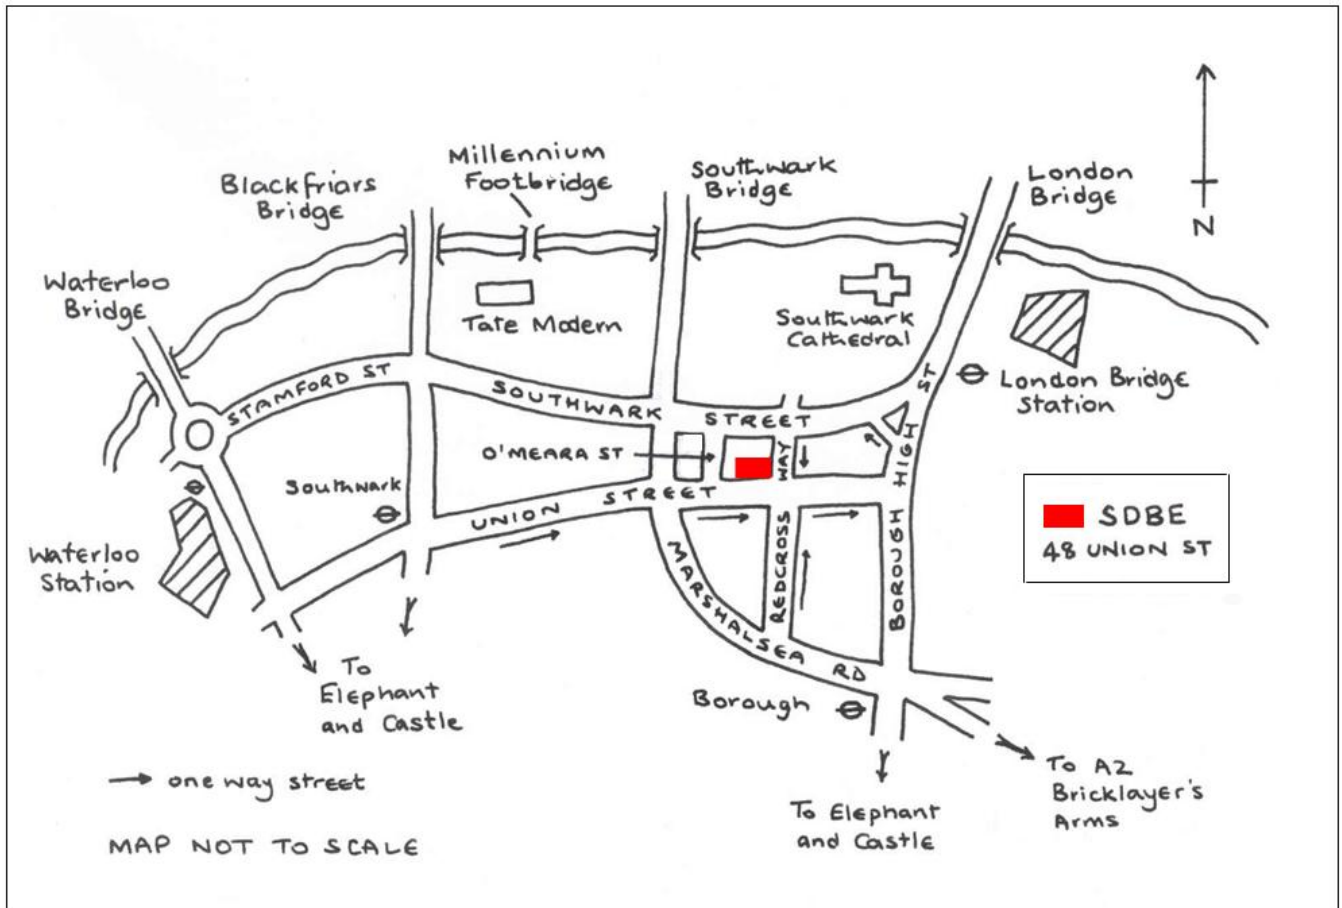 Millennium
Footbridge
Southwark
Bridge
London
Bridge
Blackfriars
Bridge
N
Waterloo
Bridge
Tate Modern
Southwark
Cathedral
STAMFORD ST
SOUTHWARK STREET
London Bridge
Station
O'MEARA ST
Southwark
UNION STREET
REDCROSS WAY
BOROUGH HIGH ST
MARSHALSEA RD
SDBE
48 UNION ST
Waterloo
Station
To
Elephant
and Castle
Borough
one way street
To A2
Bricklayer's
Arms
To Elephant
and Castle
MAP NOT TO SCALE